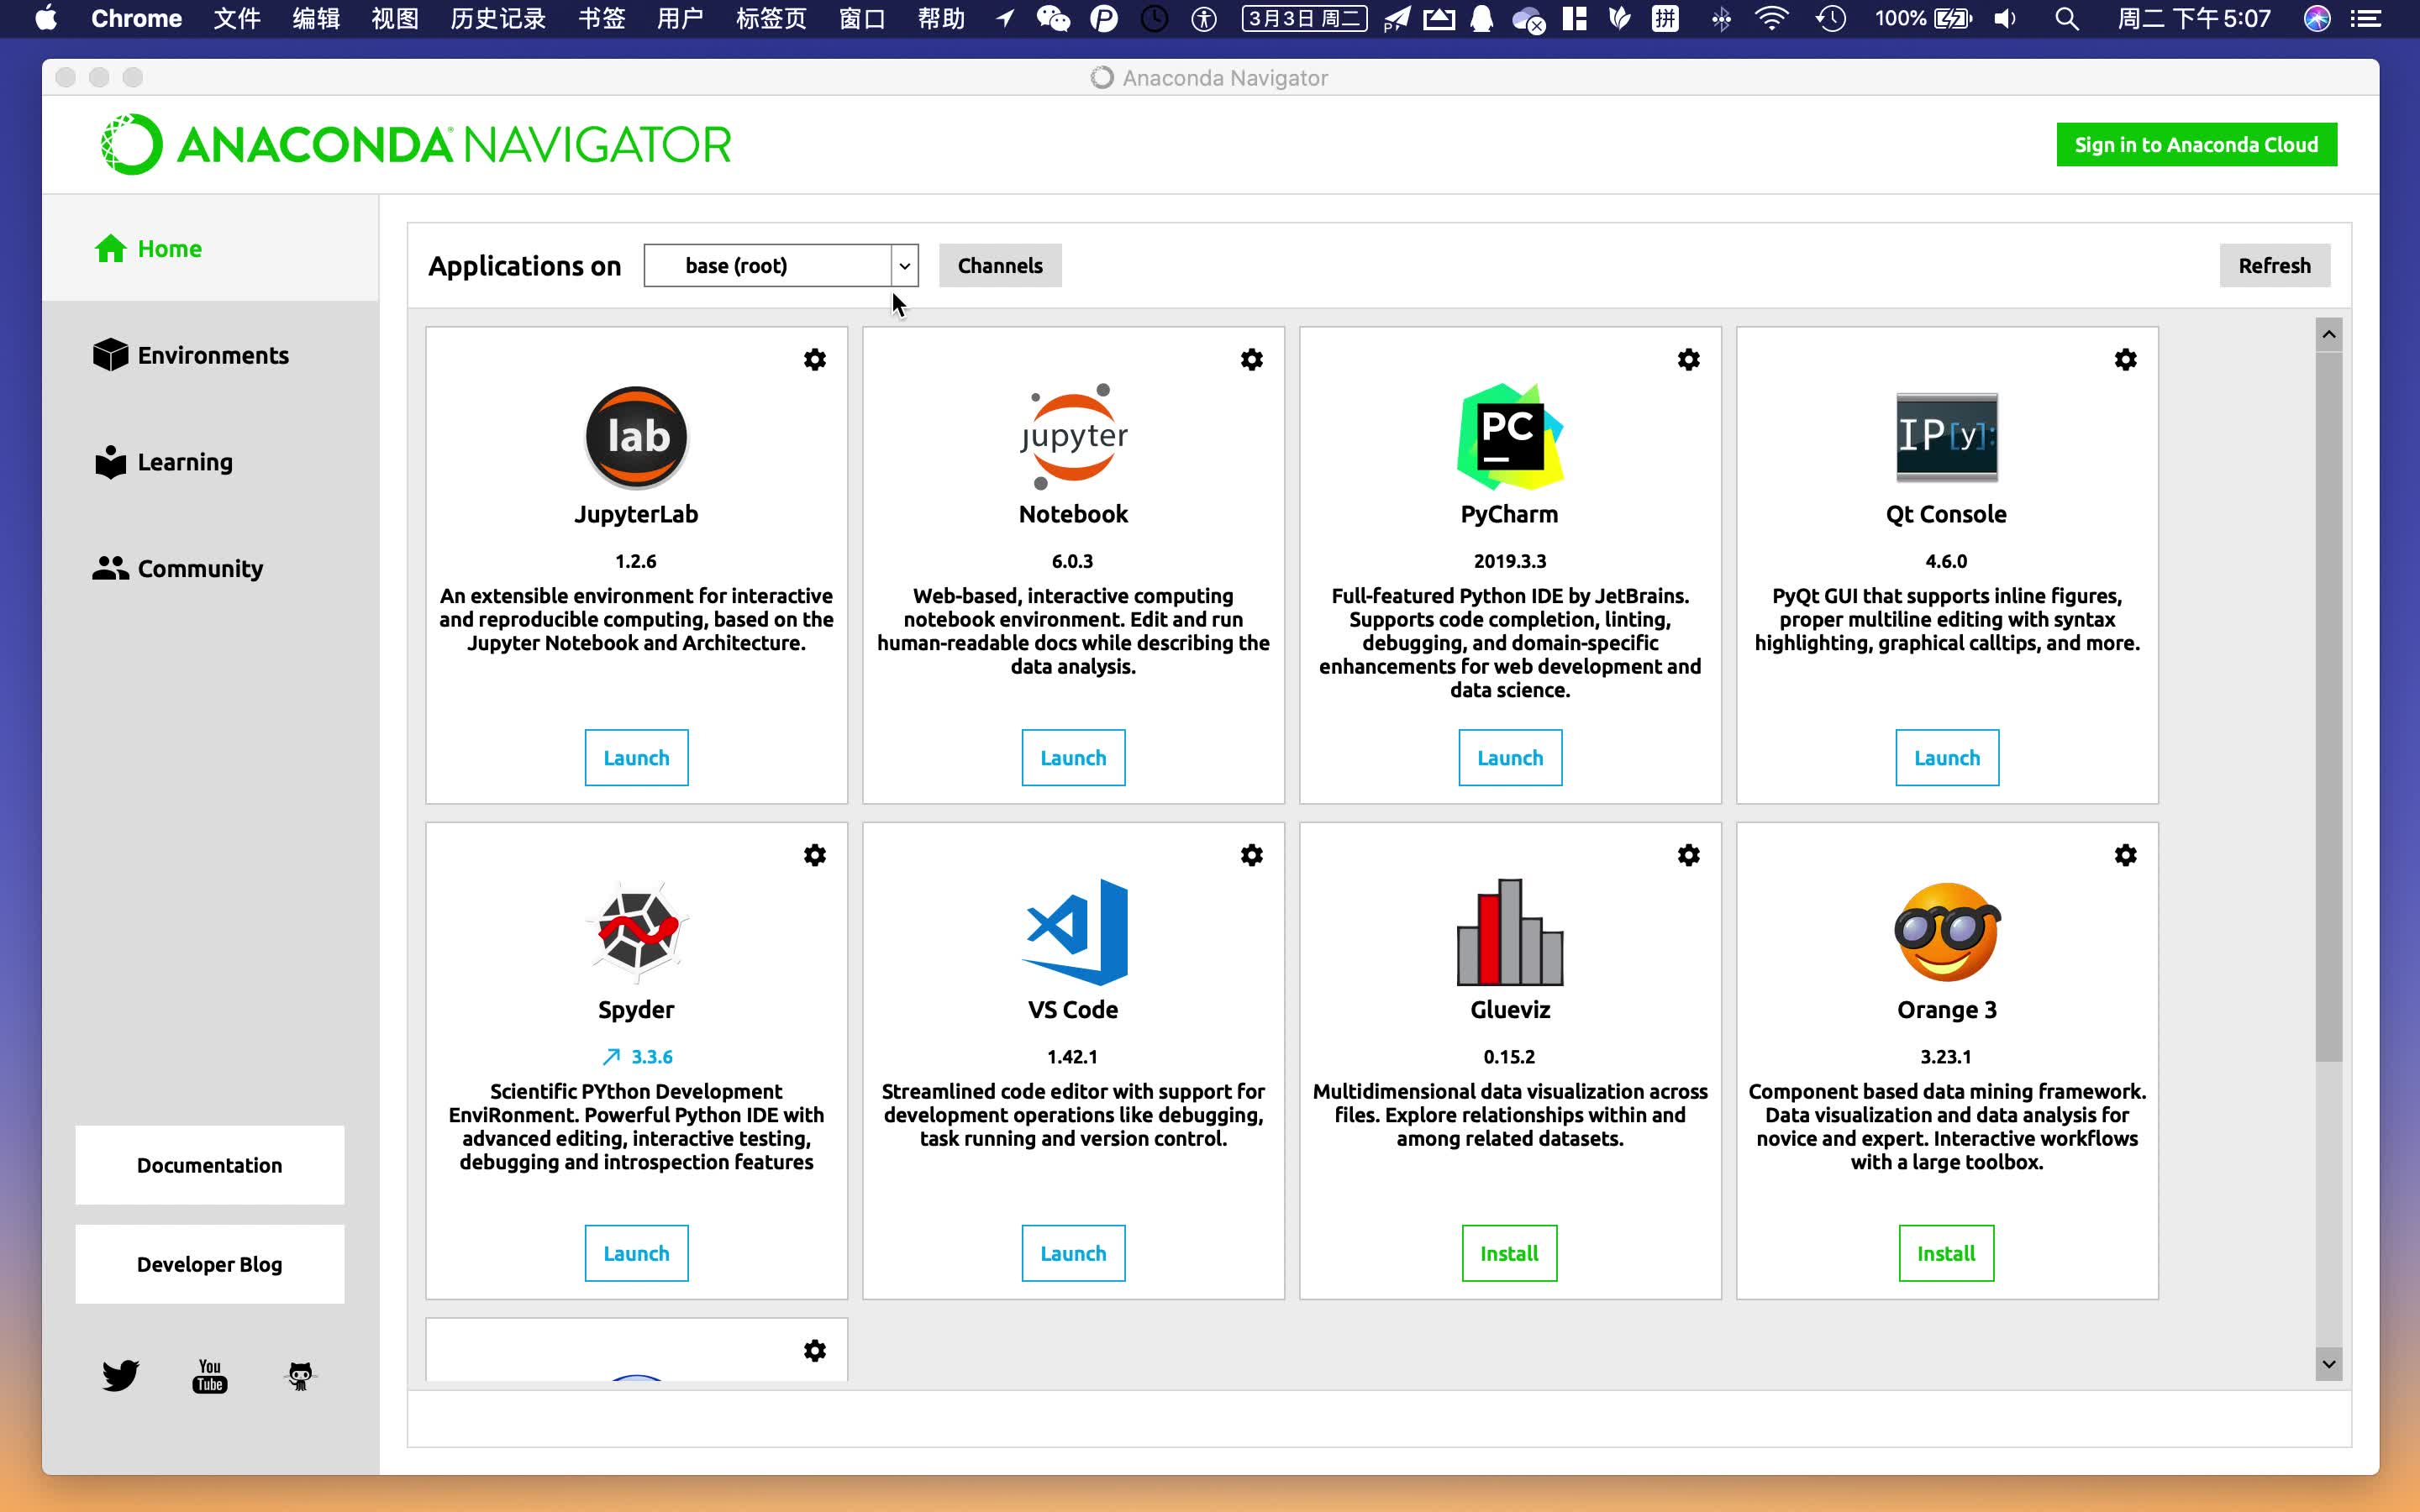 Chrome 文件 编辑 视图 历史记录 书签 用户 标签页 窗口 帮助 3月3日 周二 拼 100% 周二 下午5:07
Anaconda Navigator
ANACONDA NAVIGATOR
Sign in to Anaconda Cloud
Home
Environments
Learning
Community
Documentation
Developer Blog
You
Tube
Applications on base (root) Channels Refresh
lab
JupyterLab
1.2.6
An extensible environment for interactive
and reproducible computing, based on the
Jupyter Notebook and Architecture.
Launch
jupyter
Notebook
6.0.3
Web-based, interactive computing
notebook environment. Edit and run
human-readable docs while describing the
data analysis.
Launch
PC
PyCharm
2019.3.3
Full-featured Python IDE by JetBrains.
Supports code completion, linting,
debugging, and domain-specific
enhancements for web development and
data science.
Launch
IP[y]:
Qt Console
4.6.0
PyQt GUI that supports inline figures,
proper multiline editing with syntax
highlighting, graphical calltips, and more.
Launch
Spyder
3.3.6
Scientific PYthon Development
EnviRonment. Powerful Python IDE with
advanced editing, interactive testing,
debugging and introspection features
Launch
VS Code
1.42.1
Streamlined code editor with support for
development operations like debugging,
task running and version control.
Launch
Glueviz
0.15.2
Multidimensional data visualization across
files. Explore relationships within and
among related datasets.
Install
Orange 3
3.23.1
Component based data mining framework.
Data visualization and data analysis for
novice and expert. Interactive workflows
with a large toolbox.
Install